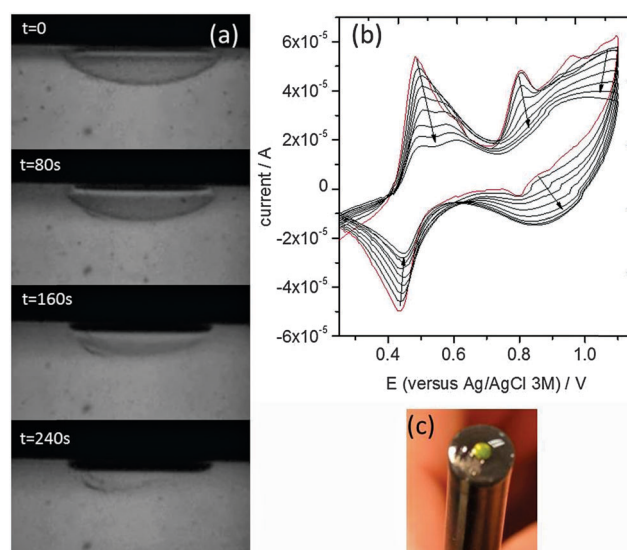 t=0
(a)
t=80s
t=160s
t=240s
(b)
6x10⁻⁵
4x10⁻⁵
2x10⁻⁵
0
-2x10⁻⁵
-4x10⁻⁵
-6x10⁻⁵
current / A
0.4 0.6 0.8 1.0
E (versus Ag/AgCl 3M) / V
(c)